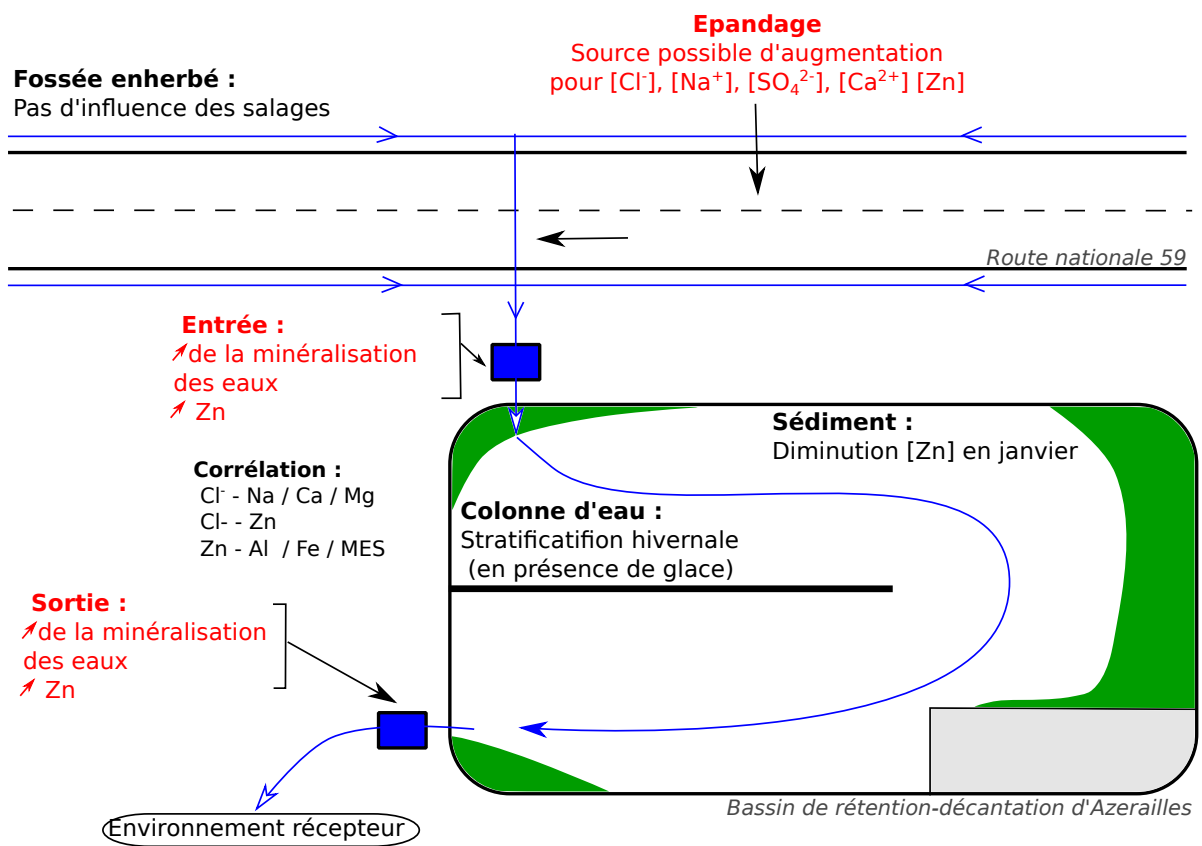 Epandage
Source possible d'augmentation
pour [Cl⁻], [Na⁺], [SO₄²⁻], [Ca²⁺] [Zn]
Fossée enherbé :
Pas d'influence des salages
Route nationale 59
Entrée :
↗de la minéralisation
des eaux
↗ Zn
Sédiment :
Diminution [Zn] en janvier
Corrélation :
Cl⁻ - Na / Ca / Mg
Cl- - Zn
Zn - Al / Fe / MES
Colonne d'eau :
Stratificatifion hivernale
(en présence de glace)
Sortie :
↗de la minéralisation
des eaux
↗ Zn
Bassin de rétention-décantation d'Azerailles
Environnement récepteur